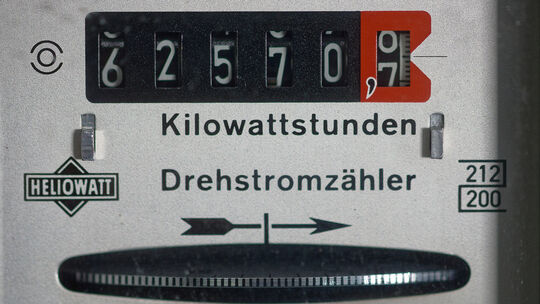 62570,7
Kilowattstunden
Drehstromzähler
HELIOWATT
212
200